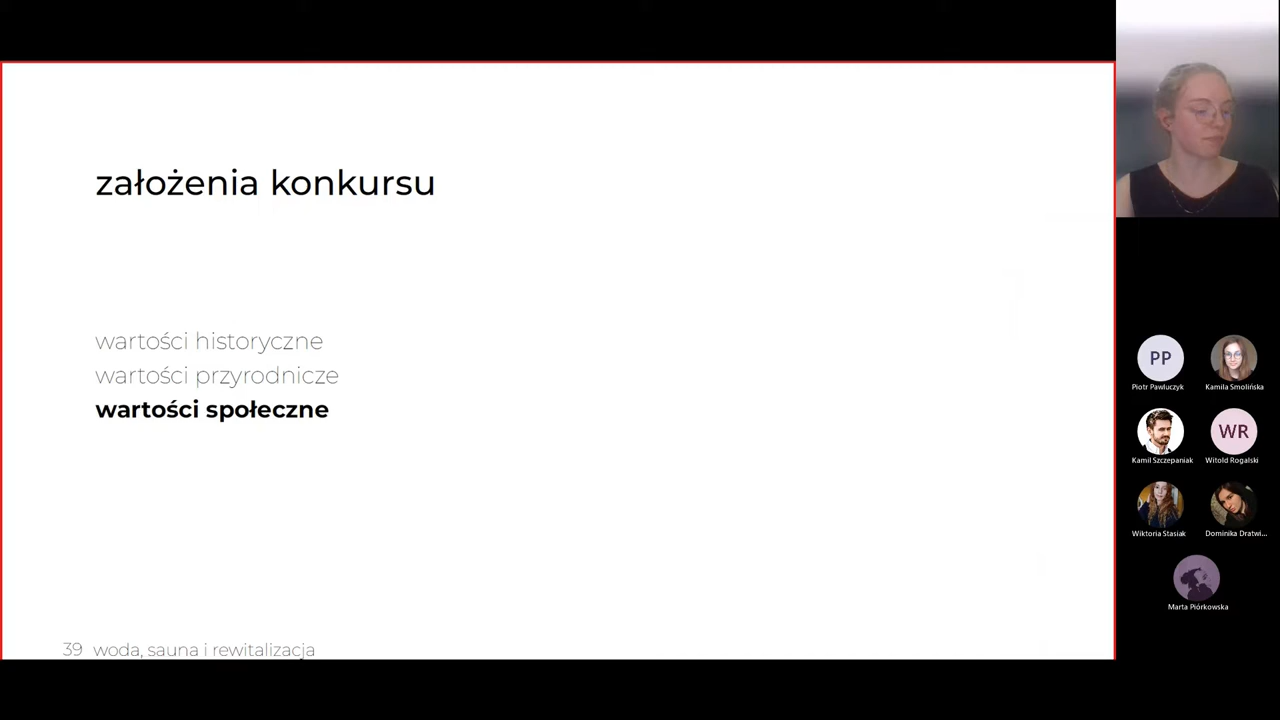 założenia konkursu
wartości historyczne
wartości przyrodnicze
wartości społeczne
39 woda, sauna i rewitalizacja
PP
Piotr Pawluczyk
Kamila Smolińska
Kamil Szczepaniak
WR
Witold Rogalski
Wiktoria Stasiak
Dominika Dratwi...
Marta Piórkowska